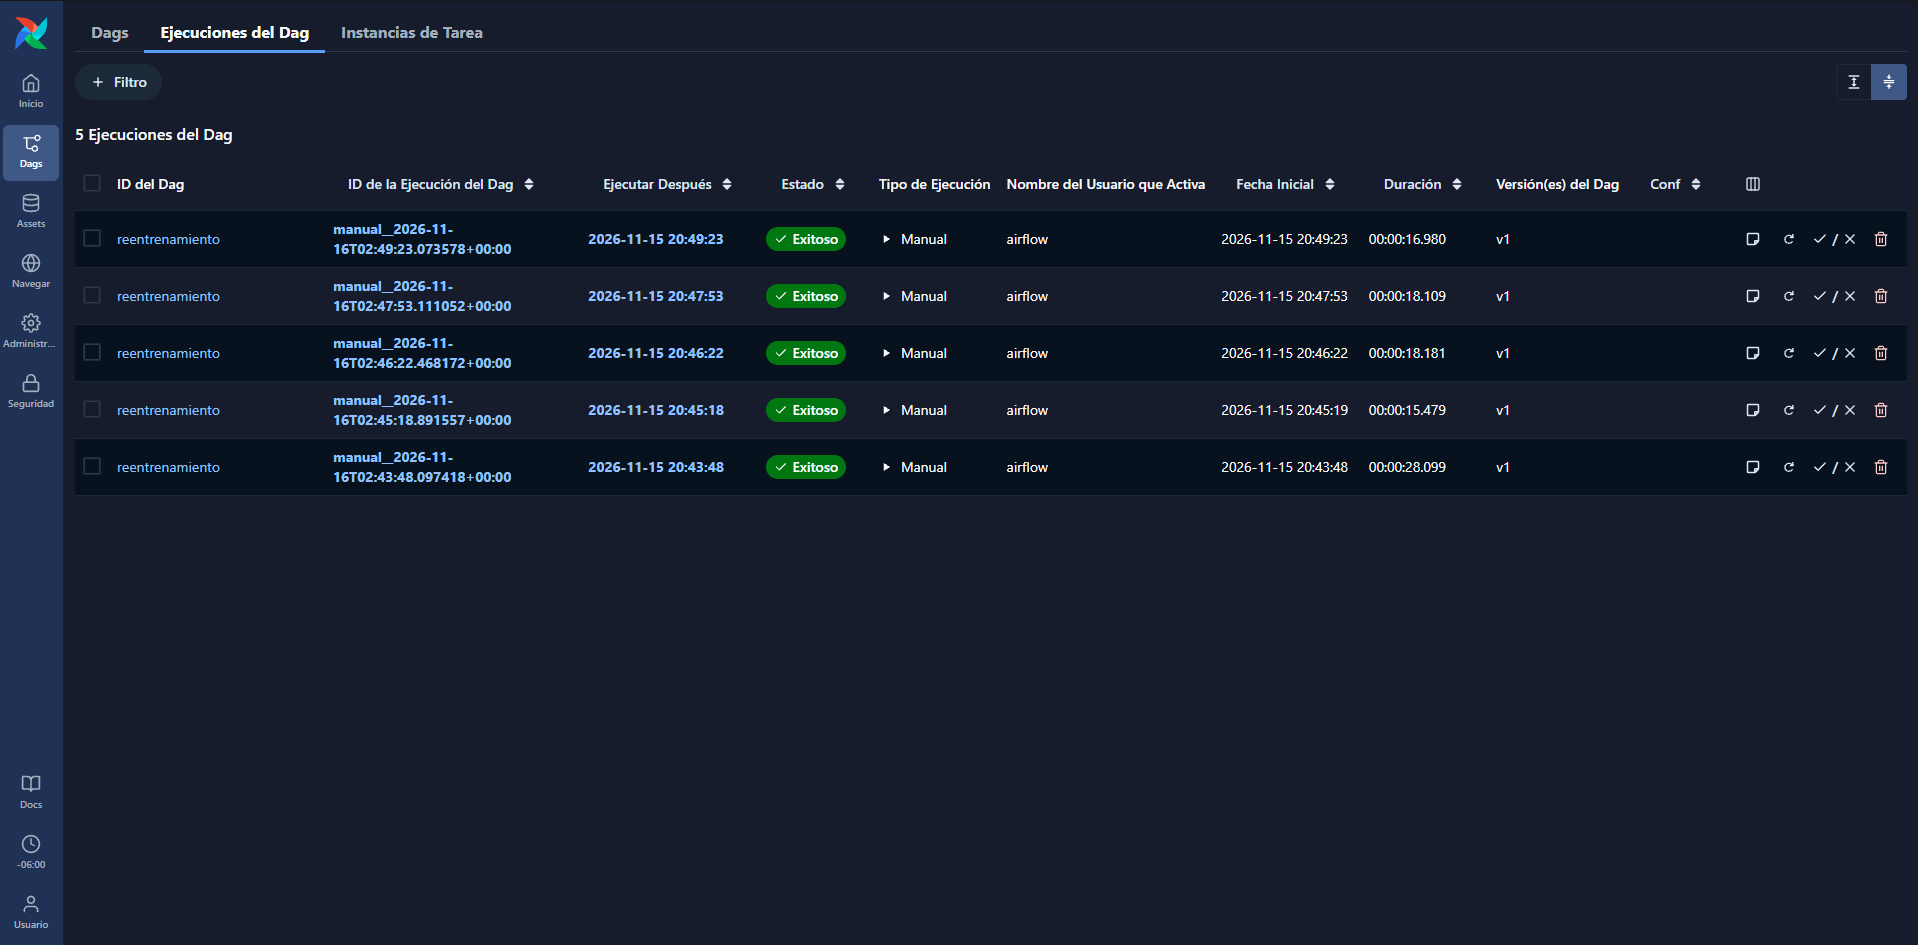 Dags
Ejecuciones del Dag
Instancias de Tarea
Filtro
5 Ejecuciones del Dag
ID del Dag
ID de la Ejecución del Dag
Ejecutar Después
Estado
Tipo de Ejecución
Nombre del Usuario que Activa
Fecha Inicial
Duración
Versión(es) del Dag
Conf
reentrenamiento
manual__2026-11-
16T02:49:23.073578+00:00
2026-11-15 20:49:23
Exitoso
Manual
airflow
2026-11-15 20:49:23
00:00:16.980
v1
/
reentrenamiento
manual__2026-11-
16T02:47:53.111052+00:00
2026-11-15 20:47:53
Exitoso
Manual
airflow
2026-11-15 20:47:53
00:00:18.109
v1
/
reentrenamiento
manual__2026-11-
16T02:46:22.468172+00:00
2026-11-15 20:46:22
Exitoso
Manual
airflow
2026-11-15 20:46:22
00:00:18.181
v1
/
reentrenamiento
manual__2026-11-
16T02:45:18.891557+00:00
2026-11-15 20:45:18
Exitoso
Manual
airflow
2026-11-15 20:45:19
00:00:15.479
v1
/
reentrenamiento
manual__2026-11-
16T02:43:48.097418+00:00
2026-11-15 20:43:48
Exitoso
Manual
airflow
2026-11-15 20:43:48
00:00:28.099
v1
/
Inicio
Dags
Assets
Navegar
Administr...
Seguridad
Docs
-06:00
Usuario